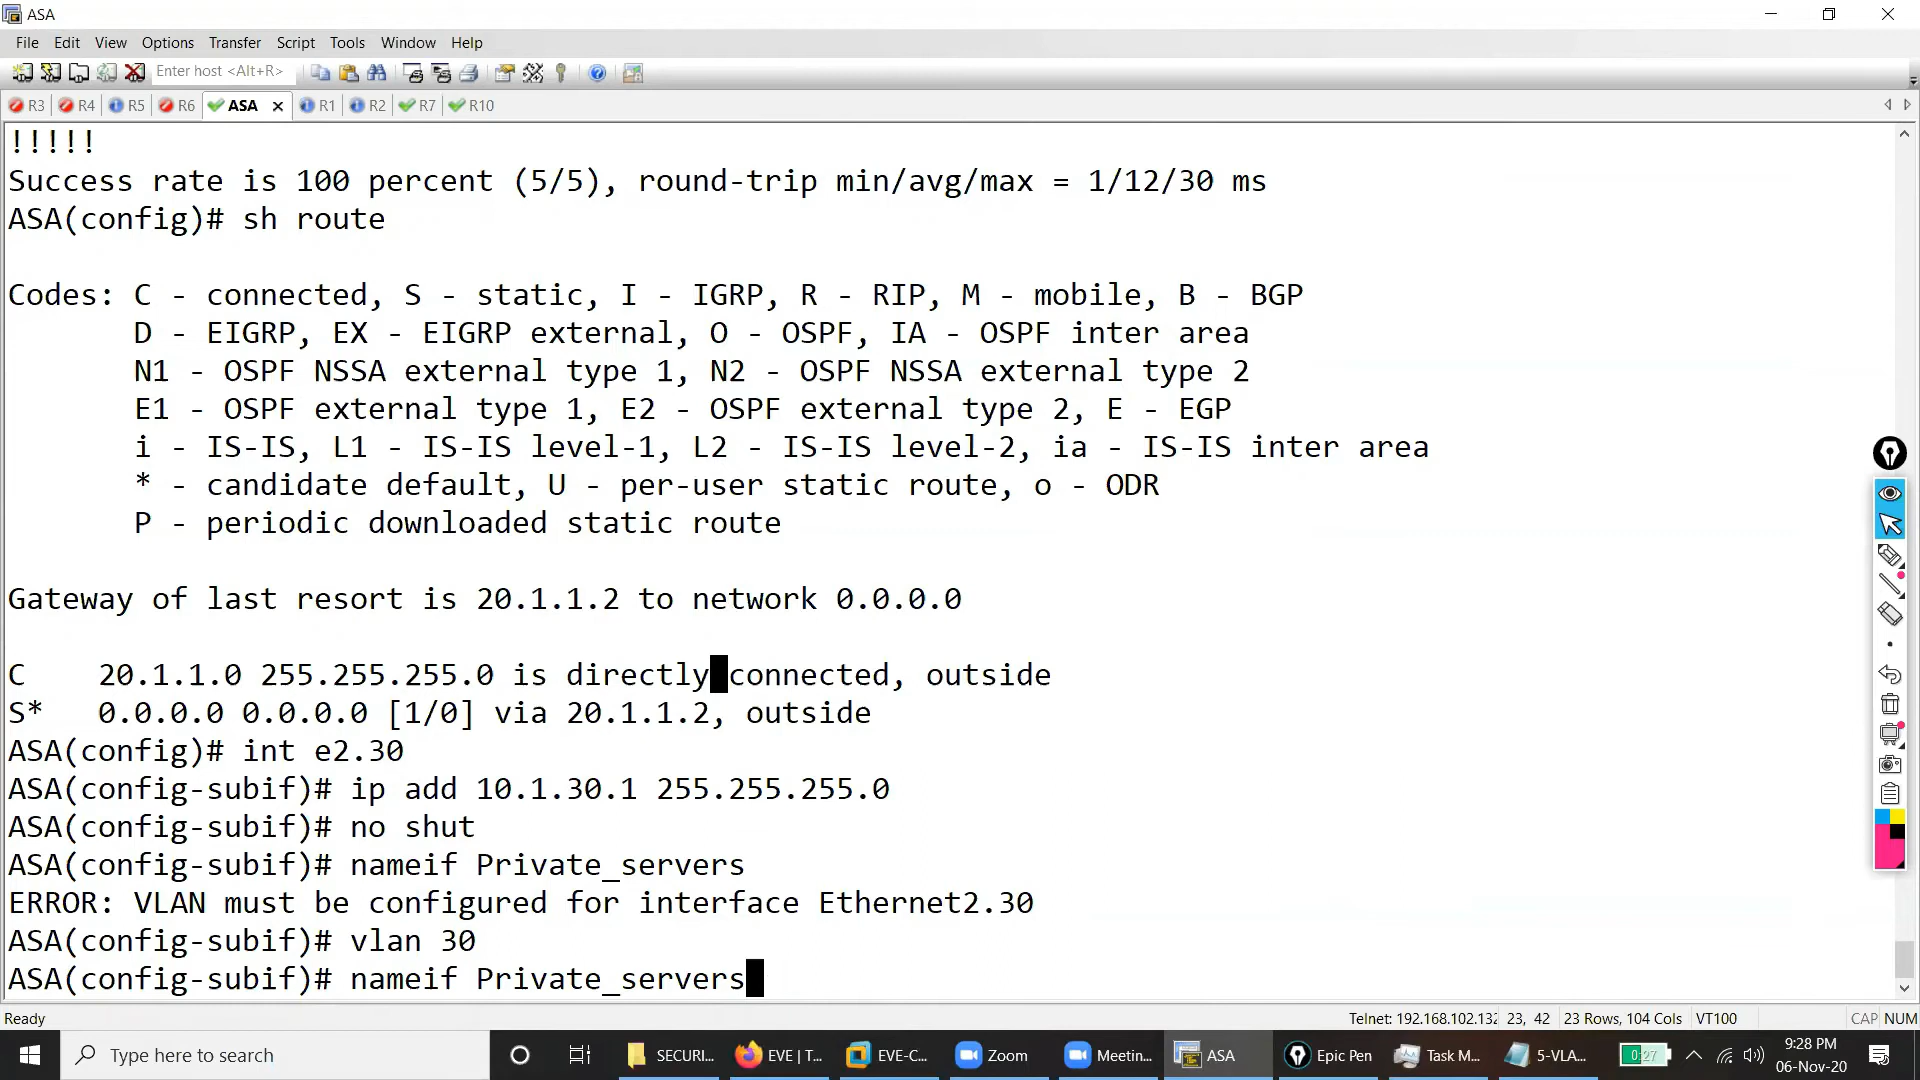 ASA
File Edit View Options Transfer Script Tools Window Help
Enter host <Alt+R>
R3 R4 R5 R6 ASA R1 R2 R7 R10
!!!!!
Success rate is 100 percent (5/5), round-trip min/avg/max = 1/12/30 ms
ASA(config)# sh route
Codes: C - connected, S - static, I - IGRP, R - RIP, M - mobile, B - BGP
D - EIGRP, EX - EIGRP external, O - OSPF, IA - OSPF inter area
N1 - OSPF NSSA external type 1, N2 - OSPF NSSA external type 2
E1 - OSPF external type 1, E2 - OSPF external type 2, E - EGP
i - IS-IS, L1 - IS-IS level-1, L2 - IS-IS level-2, ia - IS-IS inter area
* - candidate default, U - per-user static route, o - ODR
P - periodic downloaded static route
Gateway of last resort is 20.1.1.2 to network 0.0.0.0
C 20.1.1.0 255.255.255.0 is directly connected, outside
S* 0.0.0.0 0.0.0.0 [1/0] via 20.1.1.2, outside
ASA(config)# int e2.30
ASA(config-subif)# ip add 10.1.30.1 255.255.255.0
ASA(config-subif)# no shut
ASA(config-subif)# nameif Private_servers
ERROR: VLAN must be configured for interface Ethernet2.30
ASA(config-subif)# vlan 30
ASA(config-subif)# nameif Private_servers
Ready Telnet: 192.168.102.132 23, 42 23 Rows, 104 Cols VT100 CAP NUM
Type here to search SECURI... EVE | T... EVE-C... Zoom Meetin... ASA Epic Pen Task M... 5-VLA... 0:27 9:28 PM
06-Nov-20